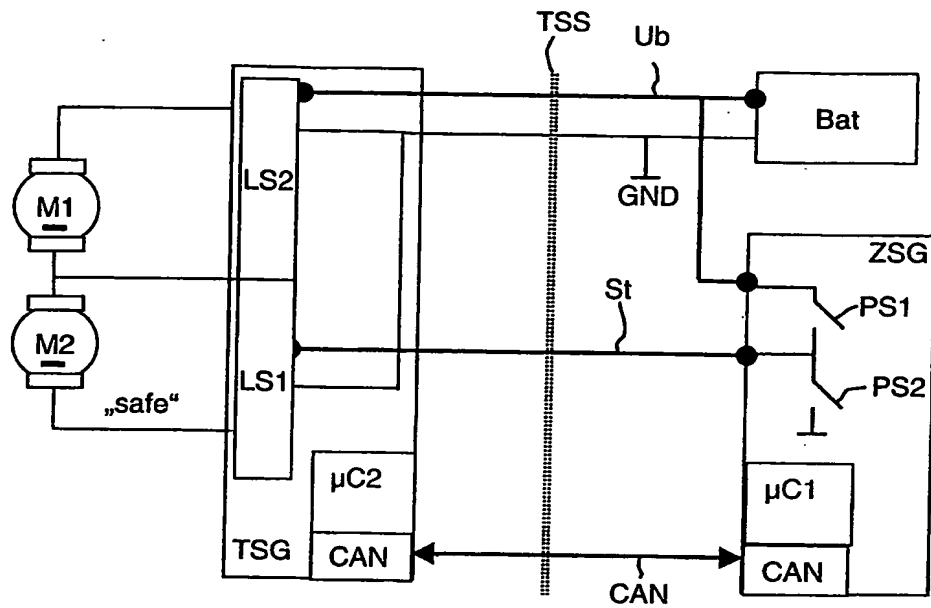 TSS
Ub
Bat
LS2
M1
GND
ZSG
St
PS1
M2
LS1
PS2
„safe“
µC2
µC1
TSG
CAN
CAN
CAN